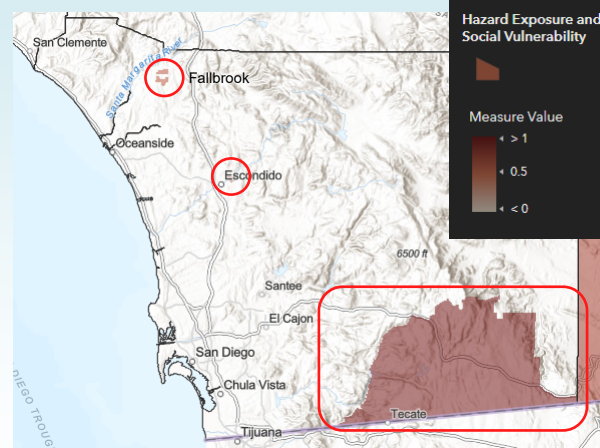 San Clemente
Santa Margarita River
Fallbrook
Oceanside
Escondido
6500 ft
Santee
El Cajon
San Diego
Chula Vista
Tecate
Tijuana
DIEGO TROUG
Hazard Exposure and
Social Vulnerability
Measure Value
> 1
0.5
< 0